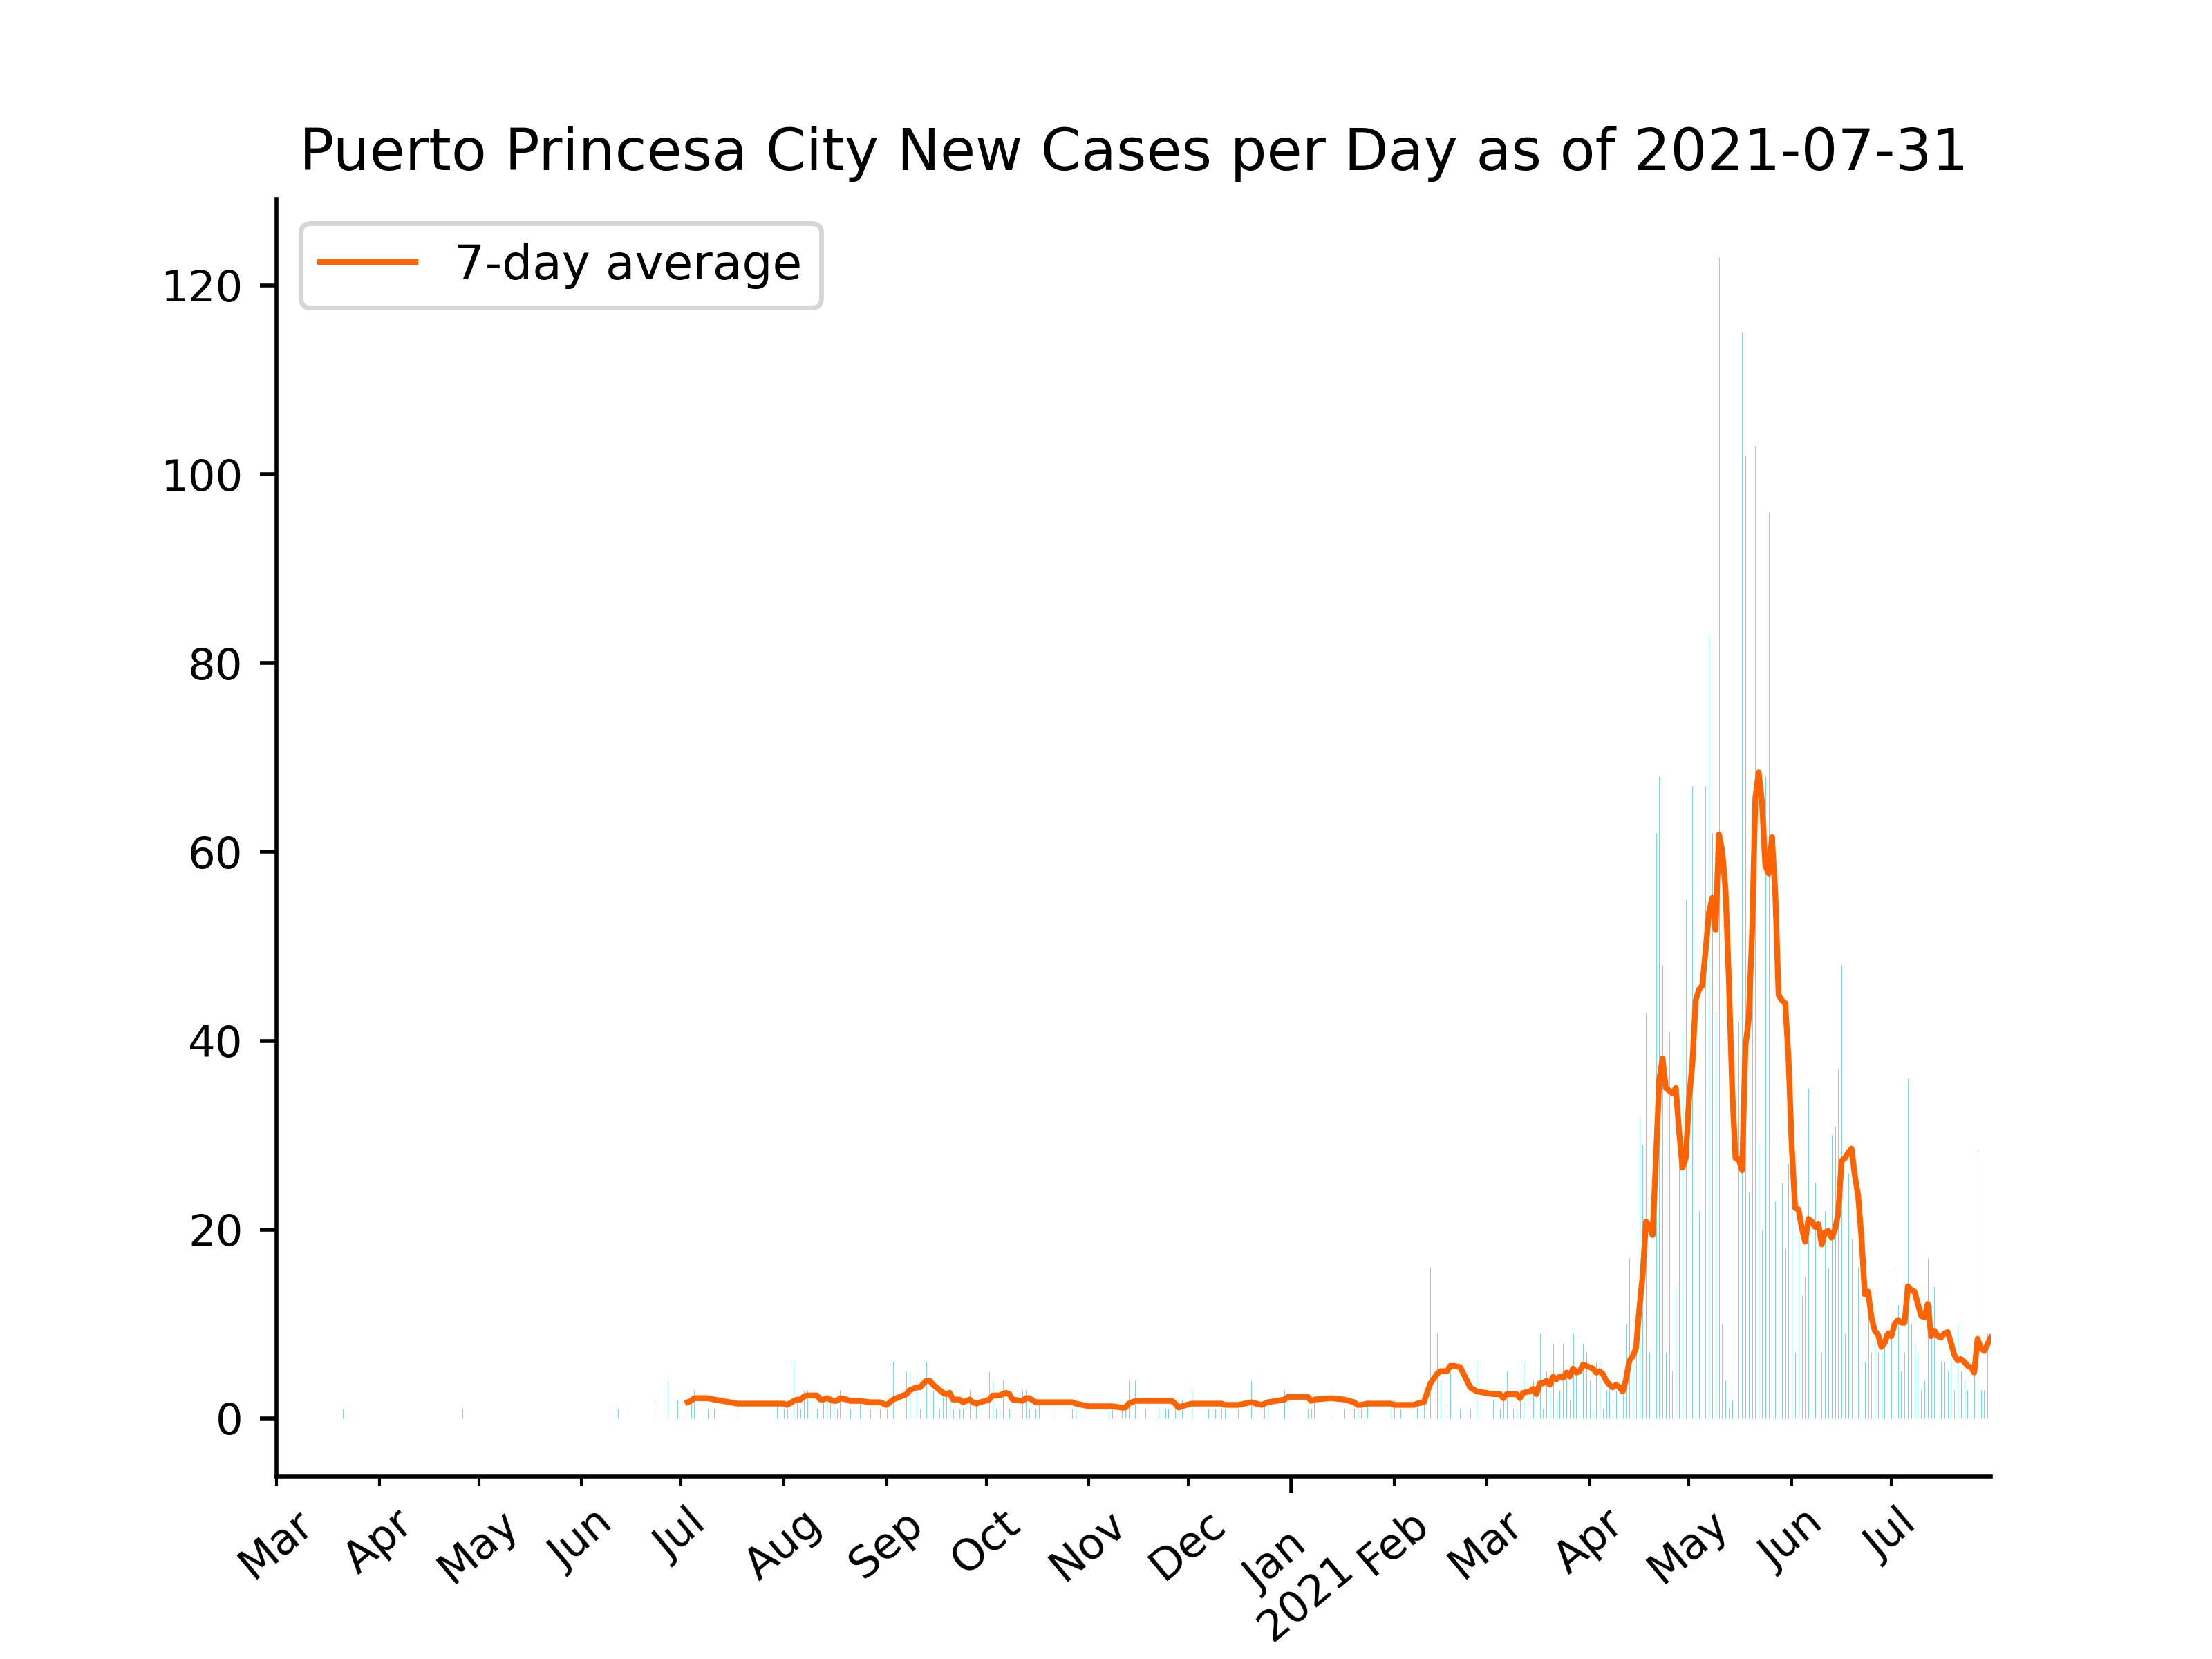 Puerto Princesa City New Cases per Day as of 2021-07-31
7-day average
120
100
80
60
40
20
0
Mar
Apr
May
Jun
Jul
Aug
Sep
Oct
Nov
Dec
Jan
2021
Feb
Mar
Apr
May
Jun
Jul